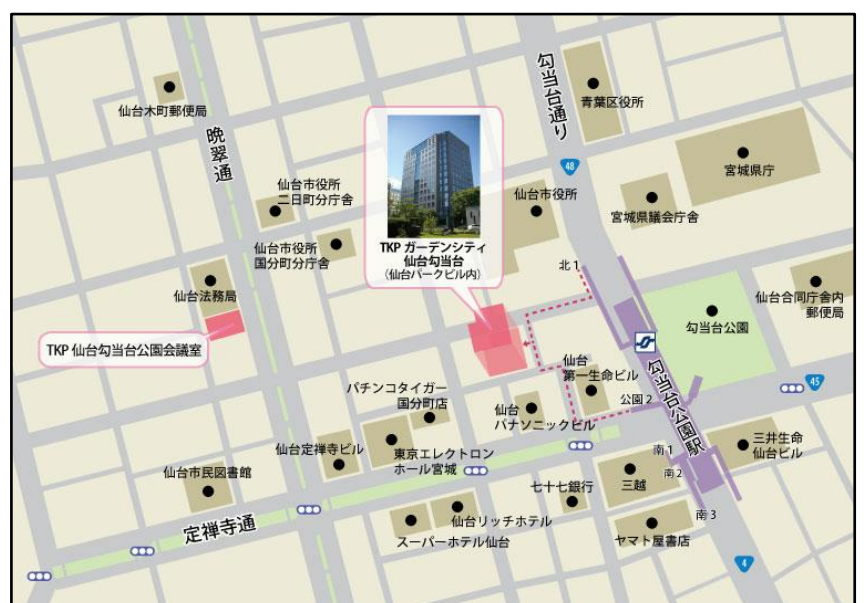 仙台木町郵便局
晩翠通
勾当台通り
青葉区役所
48
宮城県庁
仙台市役所
二日町分庁舎
仙台市役所
国分町分庁舎
TKP ガーデンシティ
仙台勾当台
(仙台パークビル内)
仙台市役所
宮城県議会庁舎
北1
仙台法務局
TKP 仙台勾当台公園会議室
勾当台公園
仙台合同庁舎内
郵便局
仙台
第一生命ビル
勾当台公園駅
45
公園2
パチンコタイガー
国分町店
仙台
パナソニックビル
仙台定禅寺ビル
東京エレクトロン
ホール宮城
仙台市民図書館
定禅寺通
七十七銀行
三越
南1
南2
南3
三井生命
仙台ビル
仙台リッチホテル
スーパーホテル仙台
ヤマト屋書店
4